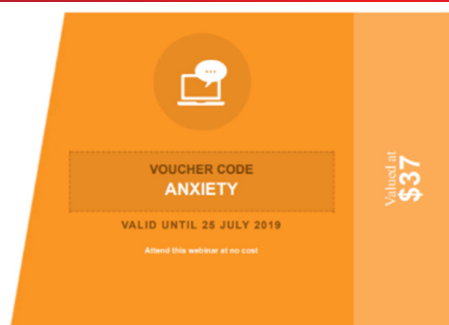 VOUCHER CODE
ANXIETY
VALID UNTIL 25 JULY 2019
Attend this webinar at no cost
Valued at
$37